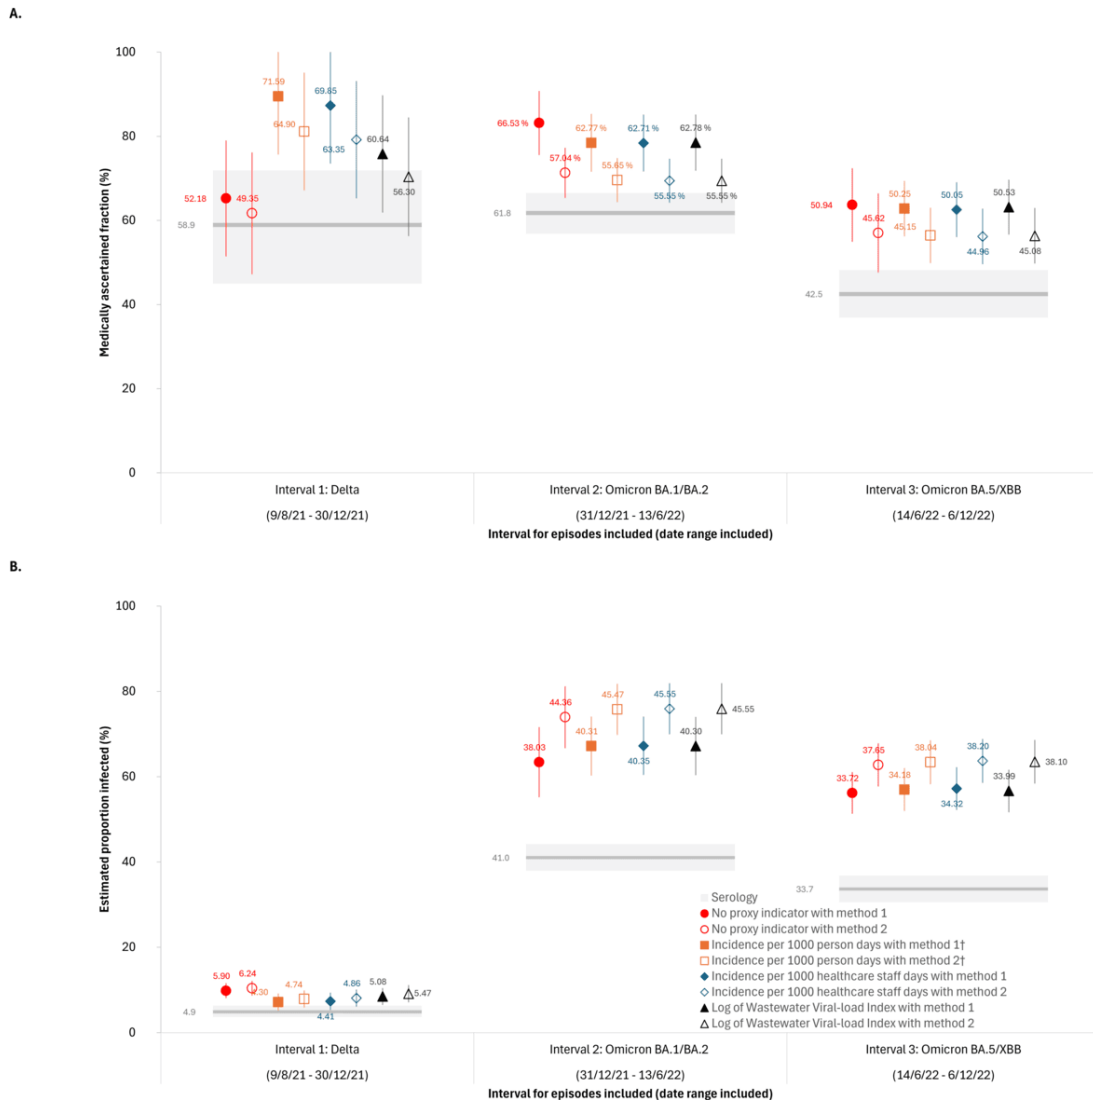 A.
Medically ascertained fraction (%)
100
80
60
40
20
0
58.9
52.18
49.35
71.59
64.90
69.85
63.35
60.64
56.30
61.8
66.53 %
57.04 %
62.77 %
55.65 %
62.71 %
55.55 %
62.78 %
55.55 %
42.5
50.94
45.62
50.25
45.15
50.05
44.96
50.53
45.08
Interval 1: Delta
(9/8/21 - 30/12/21)
Interval 2: Omicron BA.1/BA.2
(31/12/21 - 13/6/22)
Interval 3: Omicron BA.5/XBB
(14/6/22 - 6/12/22)
Interval for episodes included (date range included)
B.
Estimated proportion infected (%)
100
80
60
40
20
0
4.9
5.90
6.24
4.74
4.41
4.86
5.08
5.47
41.0
38.03
44.36
40.31
45.47
40.35
45.55
40.30
45.55
33.7
33.72
37.65
34.18
38.04
34.32
38.20
33.99
38.10
Serology
No proxy indicator with method 1
No proxy indicator with method 2
Incidence per 1000 person days with method 1†
Incidence per 1000 person days with method 2†
Incidence per 1000 healthcare staff days with method 1
Incidence per 1000 healthcare staff days with method 2
Log of Wastewater Viral-load Index with method 1
Log of Wastewater Viral-load Index with method 2
Interval 1: Delta
(9/8/21 - 30/12/21)
Interval 2: Omicron BA.1/BA.2
(31/12/21 - 13/6/22)
Interval 3: Omicron BA.5/XBB
(14/6/22 - 6/12/22)
Interval for episodes included (date range included)